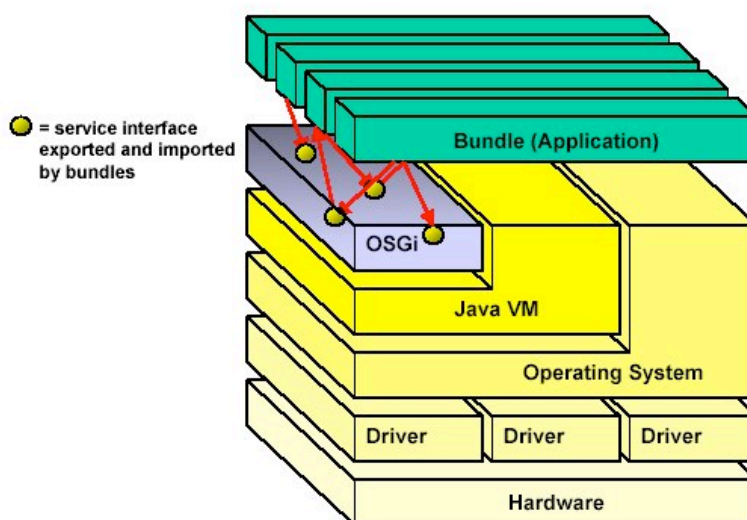 = service interface
exported and imported
by bundles
Bundle (Application)
OSGi
Java VM
Operating System
Driver Driver Driver
Hardware